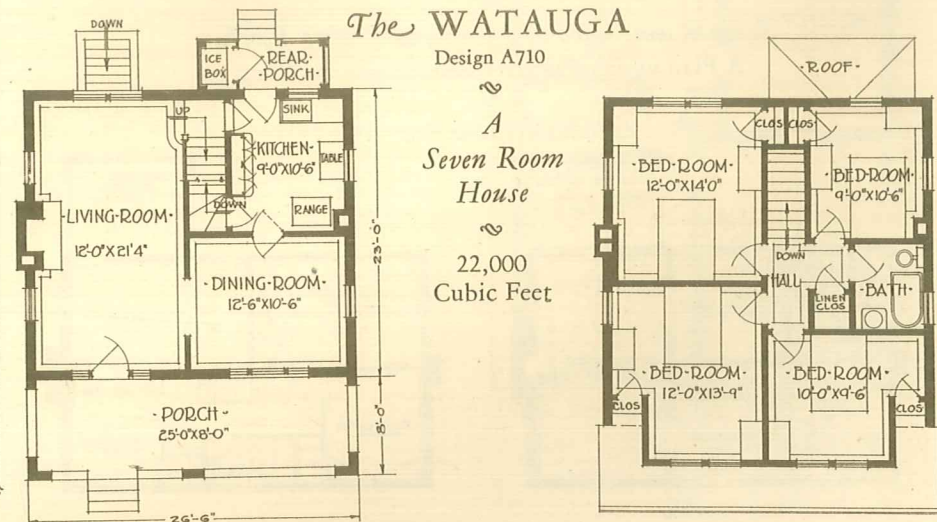 The WATAUGA
Design A710
A
Seven Room
House
22,000
Cubic Feet
DOWN
ICE
BOX
REAR
PORCH
UP
SINK
KITCHEN
9'-0"X10'-6"
TABLE
DOWN
RANGE
LIVING-ROOM
12'-0"X21'4"
DINING-ROOM
12'-6"X10'-6"
23'-0"
PORCH
25'-0"X8'-0"
8'-0"
26'-6"
ROOF
CLOS
CLOS
BED-ROOM
12'-0"X14'0"
BED-ROOM
9'-0"X10'-6"
DOWN
HALL
LINEN
CLOS
BATH
BED-ROOM
12'-0"X13'-9"
BED-ROOM
10'-0"X9'-6"
CLOS
CLOS